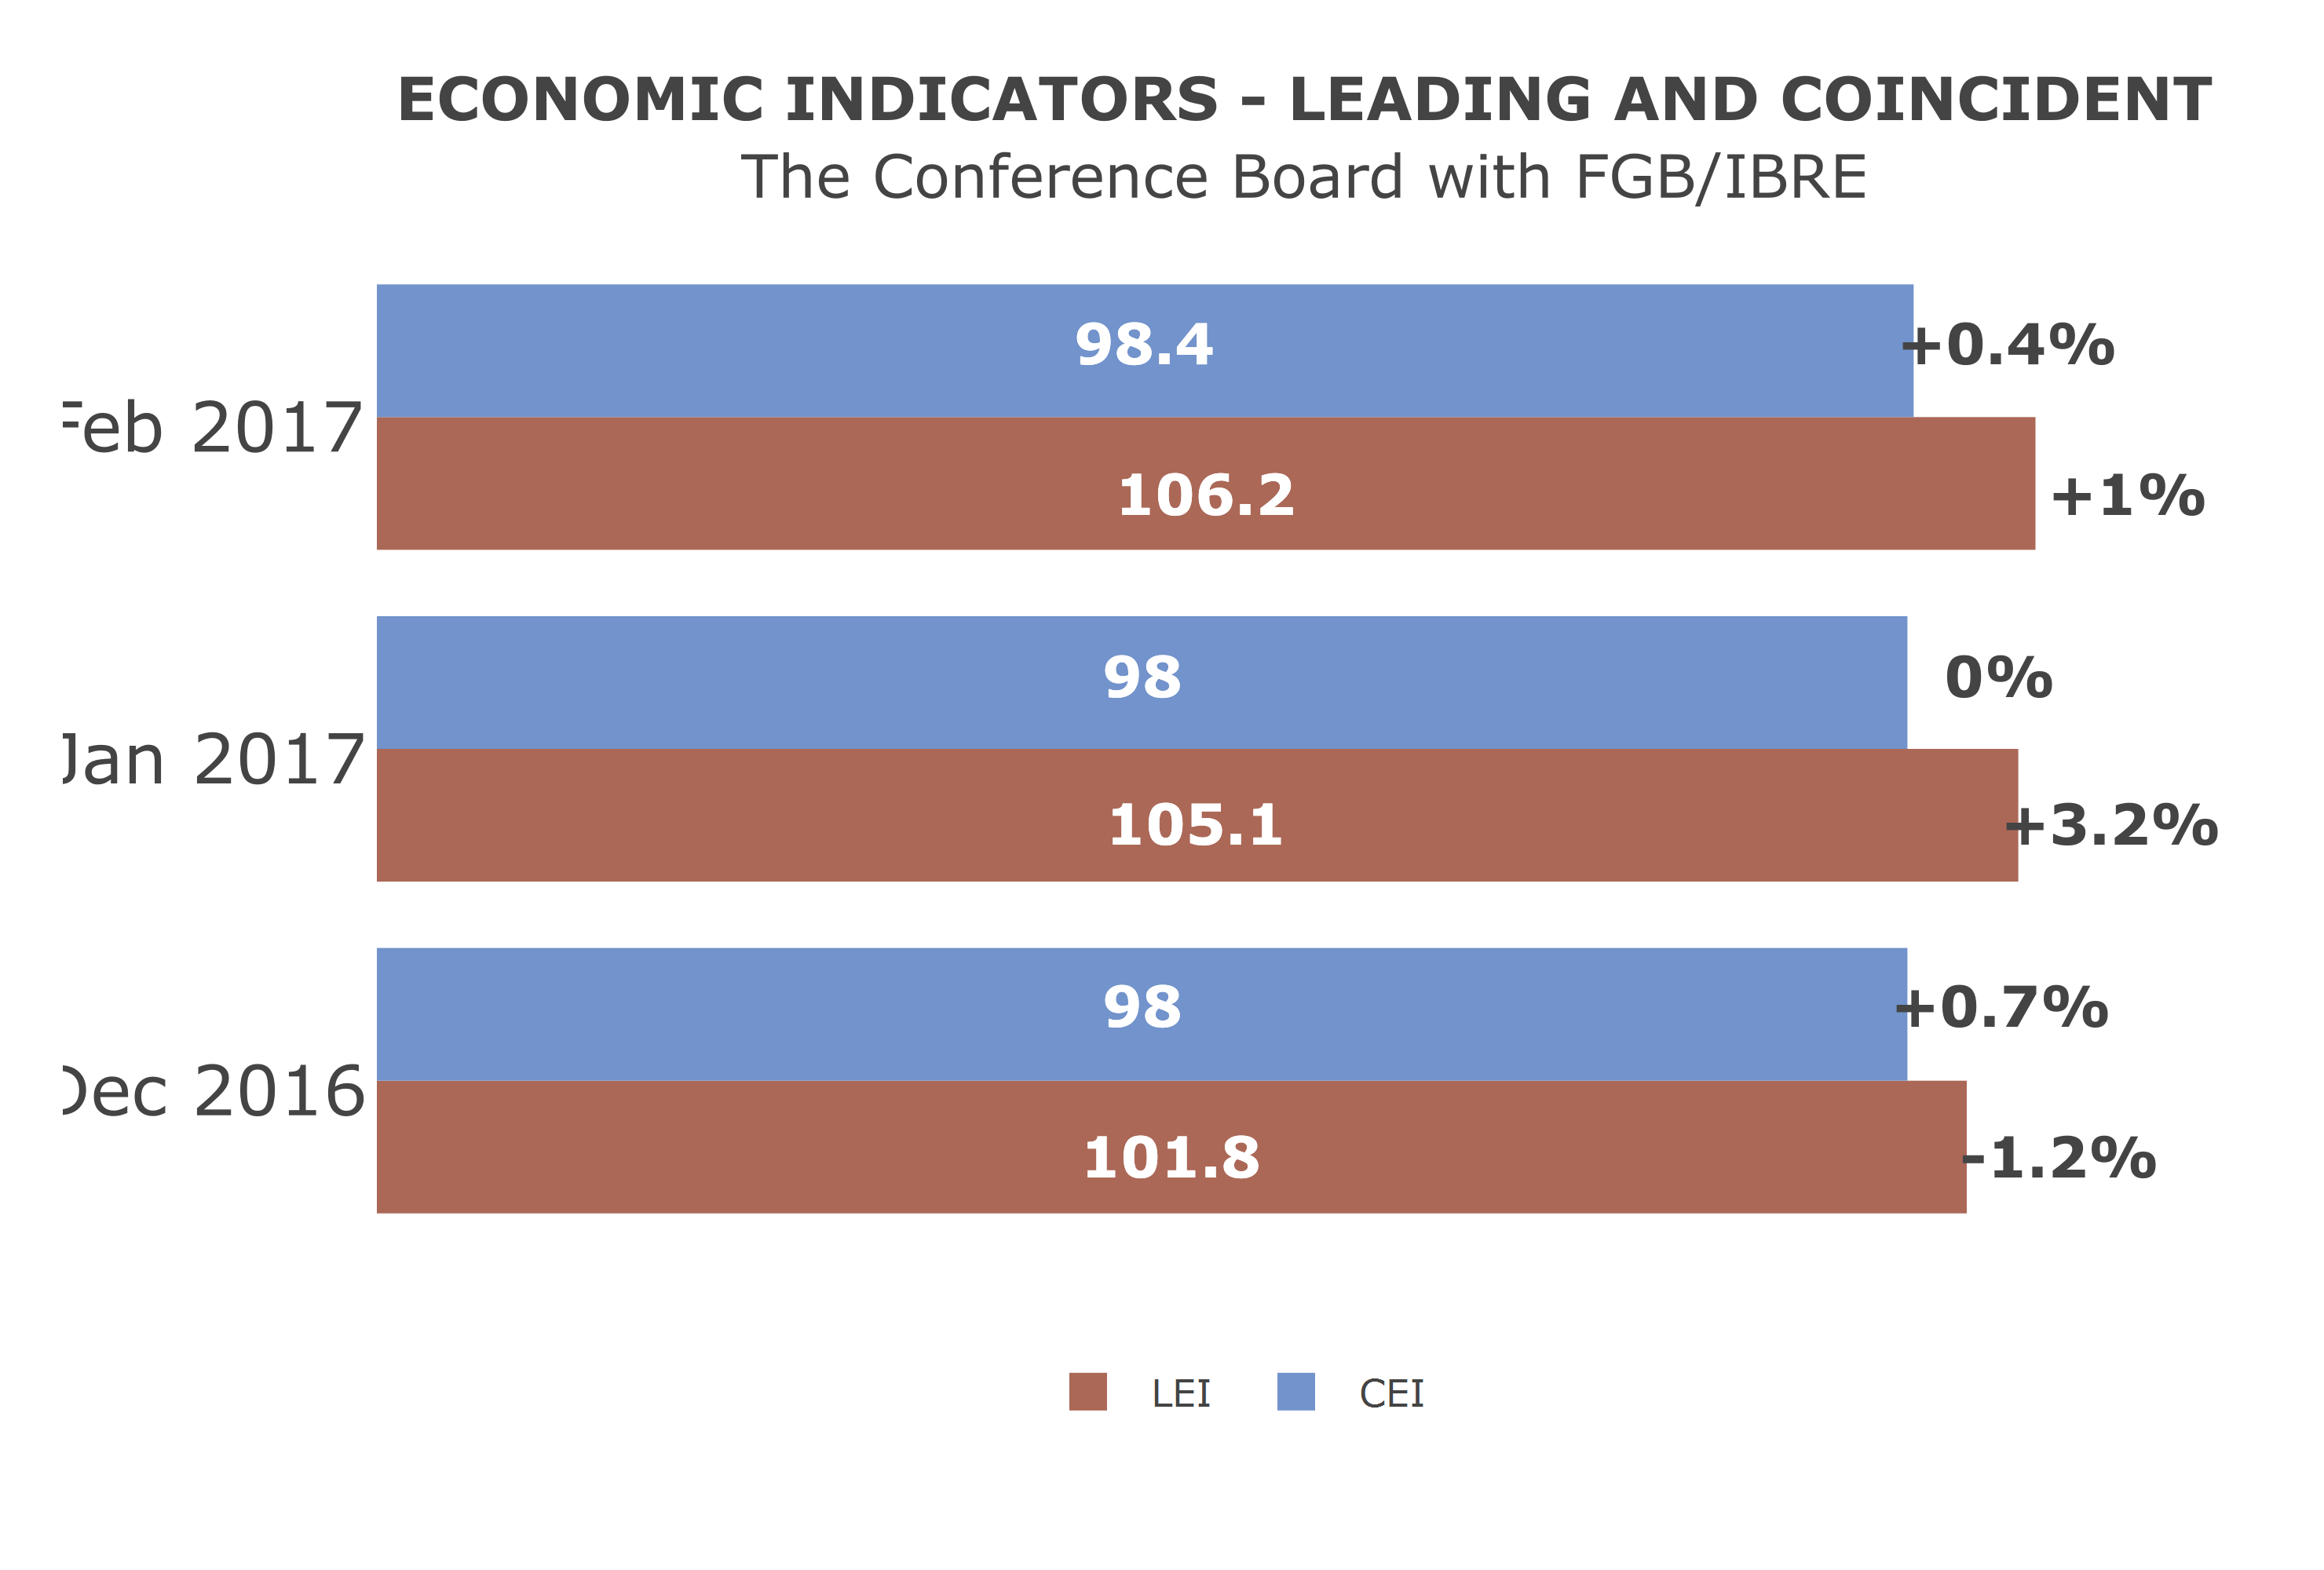 ECONOMIC INDICATORS – LEADING AND COINCIDENT
The Conference Board with FGB/IBRE
98.4 +0.4%
Feb 2017
106.2 +1%
98 0%
Jan 2017
105.1 +3.2%
98 +0.7%
Dec 2016
101.8 -1.2%
LEI CEI